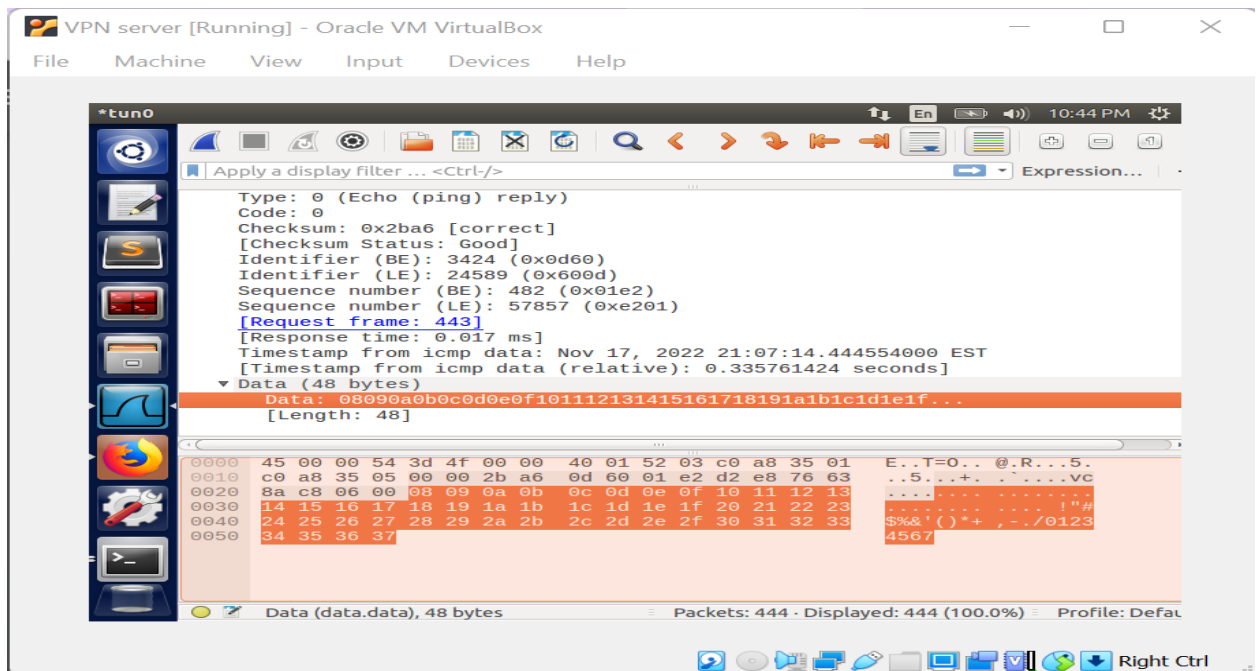 VPN server [Running] - Oracle VM VirtualBox
File Machine View Input Devices Help
*tun0 En 10:44 PM
Apply a display filter ... <Ctrl-/> Expression...
Type: 0 (Echo (ping) reply)
Code: 0
Checksum: 0x2ba6 [correct]
[Checksum Status: Good]
Identifier (BE): 3424 (0x0d60)
Identifier (LE): 24589 (0x600d)
Sequence number (BE): 482 (0x01e2)
Sequence number (LE): 57857 (0xe201)
[Request frame: 443]
[Response time: 0.017 ms]
Timestamp from icmp data: Nov 17, 2022 21:07:14.444554000 EST
[Timestamp from icmp data (relative): 0.335761424 seconds]
Data (48 bytes)
Data: 08090a0b0c0d0e0f101112131415161718191a1b1c1d1e1f...
[Length: 48]
0000 45 00 00 54 3d 4f 00 00 40 01 52 03 c0 a8 35 01 E..T=O.. @.R...5.
0010 c0 a8 35 05 00 00 2b a6 0d 60 01 e2 d2 e8 76 63 ..5...+. .`....vc
0020 8a c8 06 00 08 09 0a 0b 0c 0d 0e 0f 10 11 12 13 ........ ........
0030 14 15 16 17 18 19 1a 1b 1c 1d 1e 1f 20 21 22 23 ........ .... !"#
0040 24 25 26 27 28 29 2a 2b 2c 2d 2e 2f 30 31 32 33 $%&'()*+ ,-./0123
0050 34 35 36 37 4567
Data (data.data), 48 bytes Packets: 444 · Displayed: 444 (100.0%) Profile: Defau
Right Ctrl